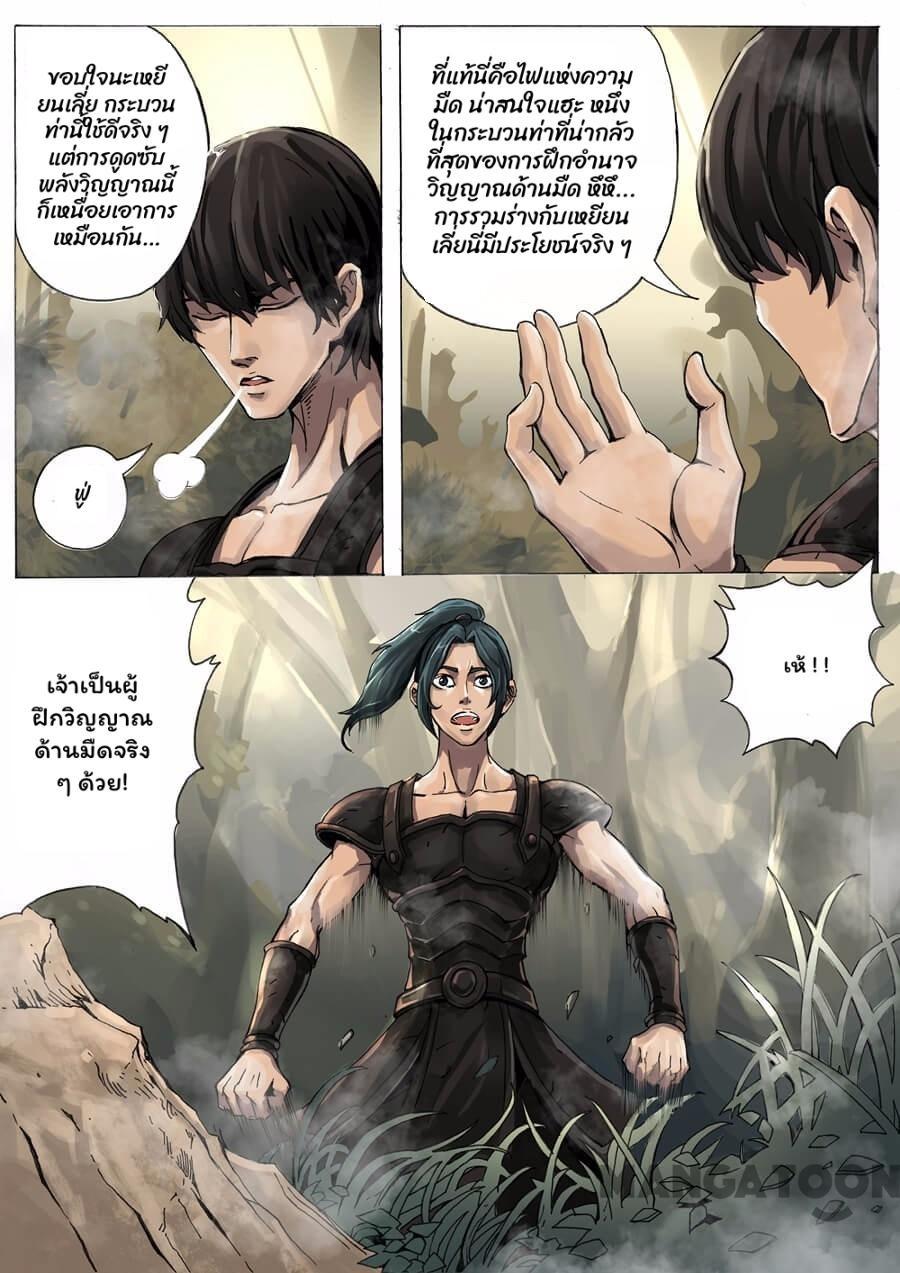 ขอบใจนะเหยี
ยนเลี่ย กระบวน
ท่านี้ใช้ดีจริง ๆ
แต่การดูดซับ
พลังวิญญาณนี้
ก็เหนื่อยเอาการ
เหมือนกัน...
ฟู่
ที่แท้นี่คือไฟแห่งความ
มืด น่าสนใจแฮะ หนึ่ง
ในกระบวนท่าที่น่ากลัว
ที่สุดของการฝึกอำนาจ
วิญญาณด้านมืด หึหึ...
การรวมร่างกับเหยียน
เลี่ยนี่มีประโยชน์จริง ๆ
เห้ ! !
เจ้าเป็นผู้
ฝึกวิญญาณ
ด้านมืดจริง
ๆ ด้วย!
MANGATOON